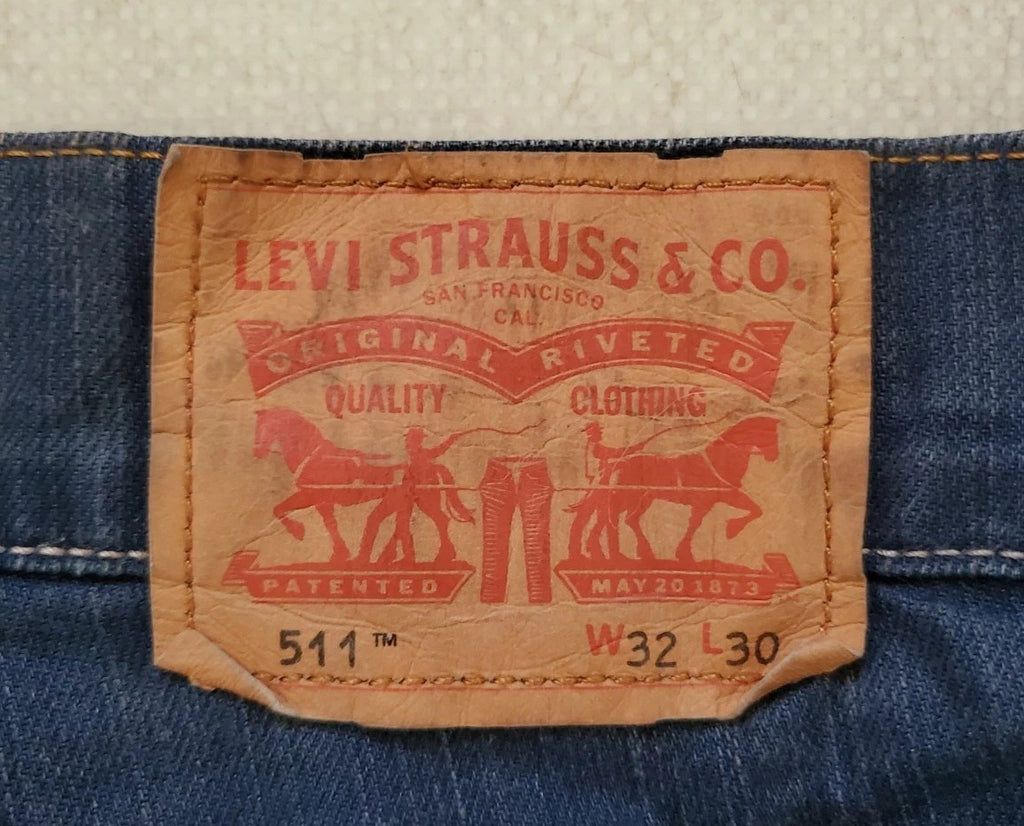 LEVI STRAUSS & CO.
SAN FRANCISCO
CAL.
ORIGINAL RIVETED
QUALITY CLOTHING
PATENTED MAY 20 1873
511™ W32 L30